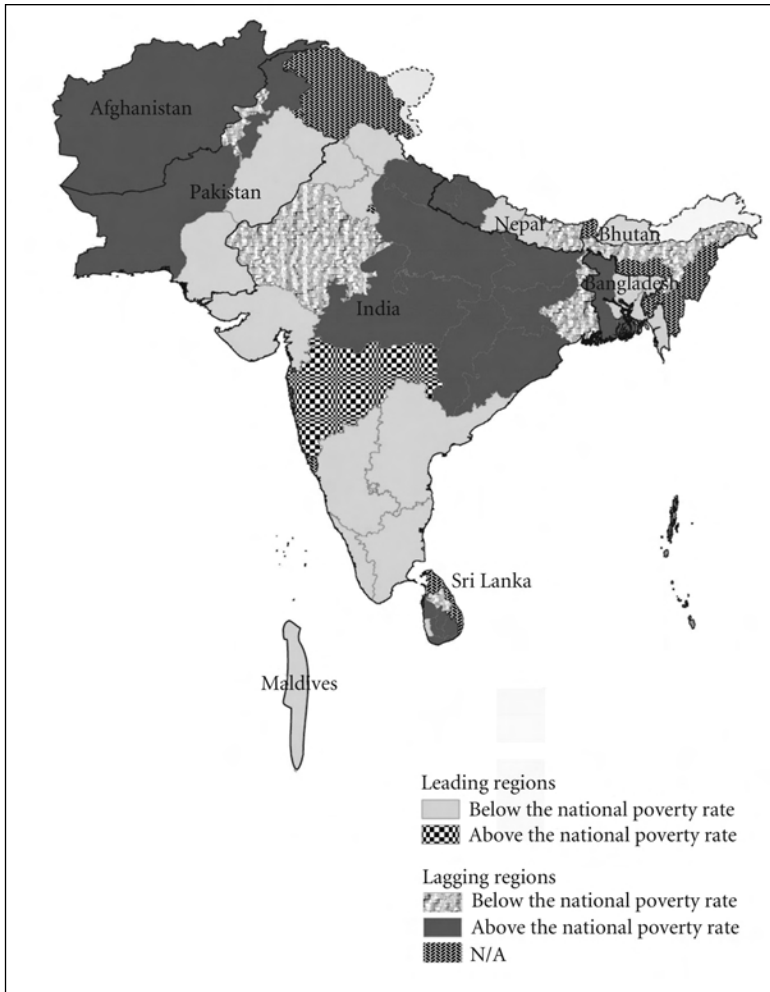 Afghanistan
Pakistan
Nepal
Bhutan
Bangladesh
India
Sri Lanka
Maldives
Leading regions
Below the national poverty rate
Above the national poverty rate
Lagging regions
Below the national poverty rate
Above the national poverty rate
N/A